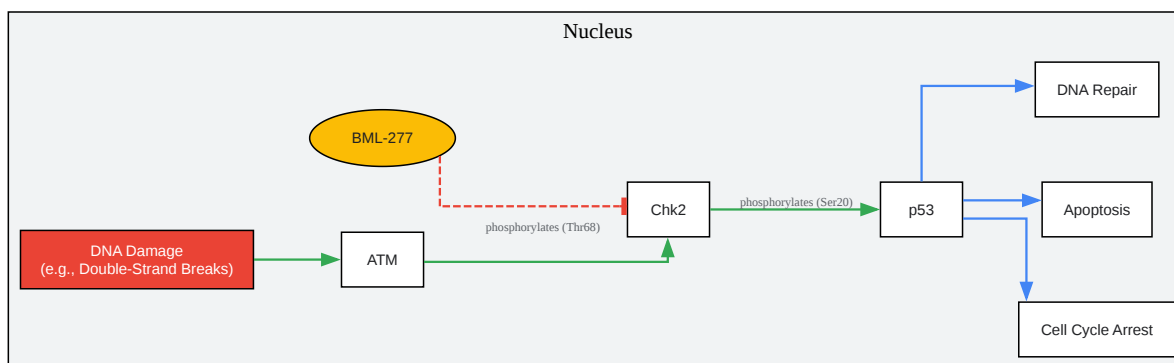 Nucleus
DNA Repair
BML-277
phosphorylates (Ser20)
Chk2
p53
Apoptosis
phosphorylates (Thr68)
DNA Damage
(e.g., Double-Strand Breaks)
ATM
Cell Cycle Arrest